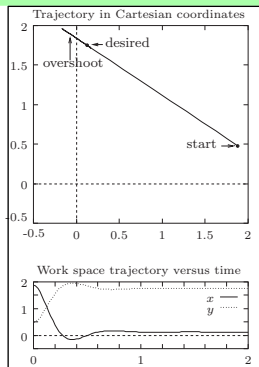 Trajectory in Cartesian coordinates
2
desired
overshoot
1.5
1
start
0.5
0
-0.5
-0.5 0 0.5 1 1.5 2
Work space trajectory versus time
2
x
1
y
0
0 1 2